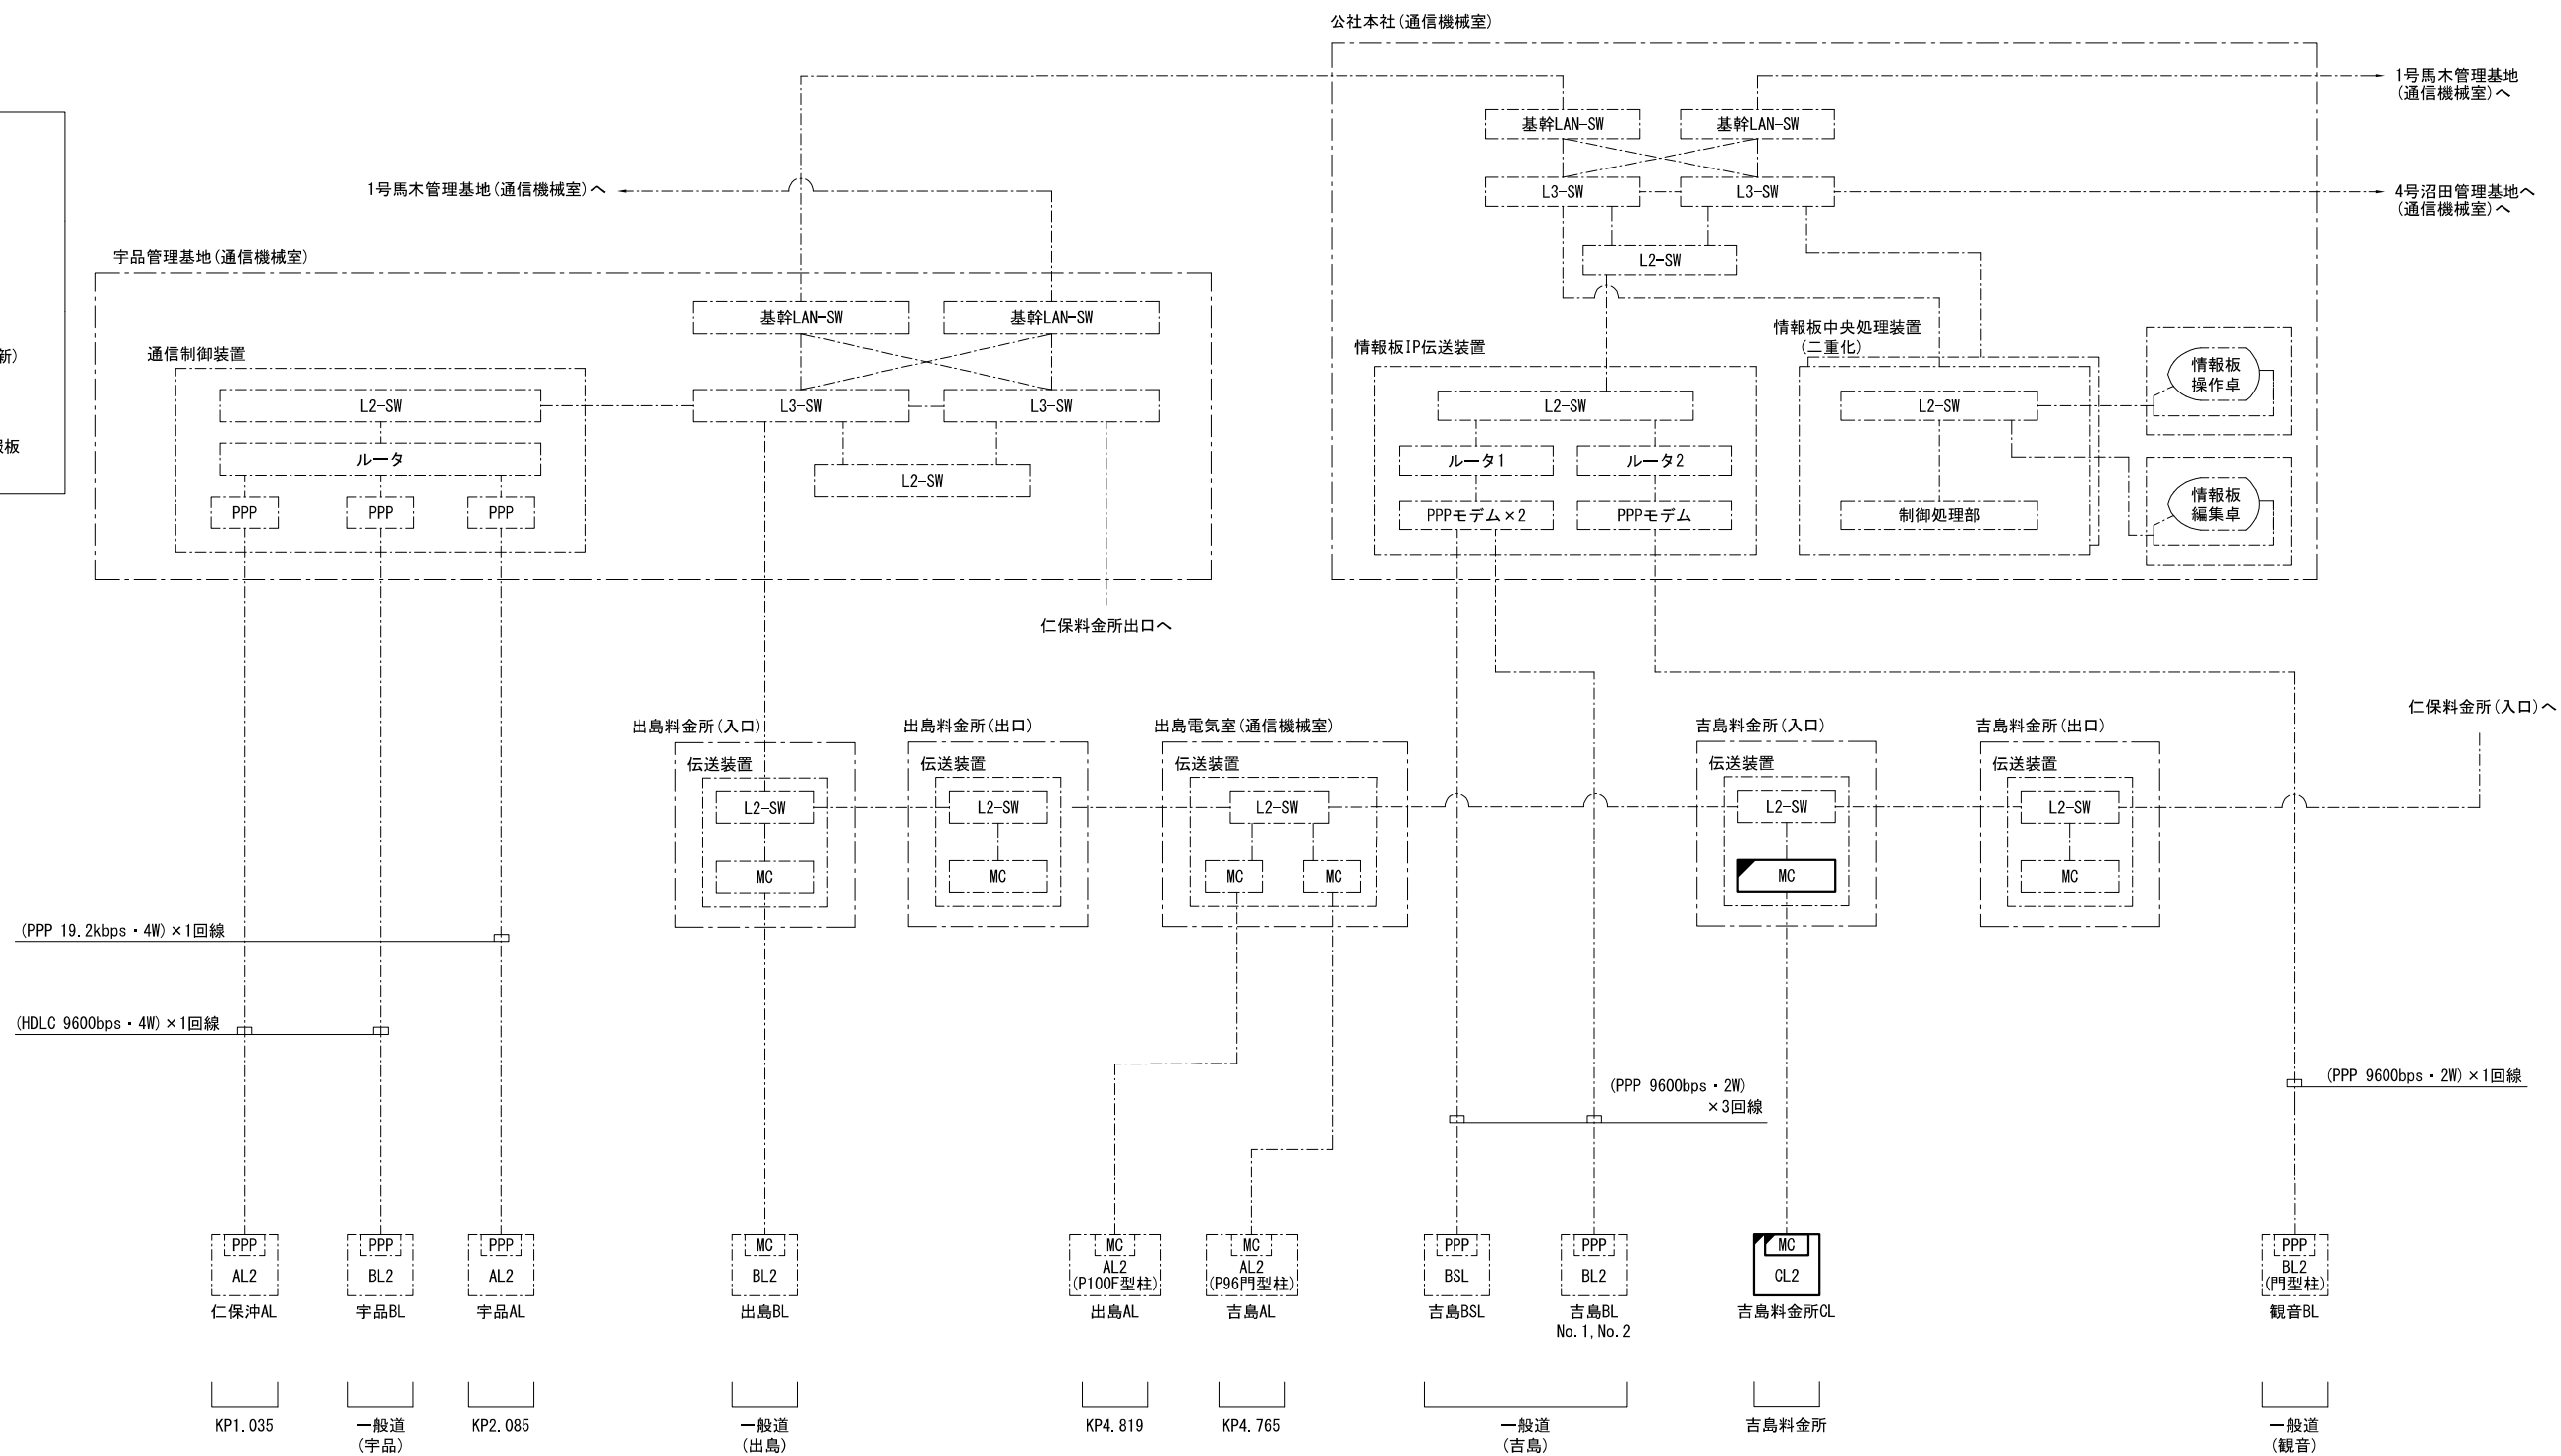 公社本社(通信機械室)
1号馬木管理基地
(通信機械室)へ
基幹LAN-SW
基幹LAN-SW
1号馬木管理基地(通信機械室)へ
L3-SW
L3-SW
4号沼田管理基地へ
(通信機械室)へ
宇品管理基地(通信機械室)
L2-SW
基幹LAN-SW
基幹LAN-SW
情報板中央処理装置
(二重化)
情報板IP伝送装置
通信制御装置
新)
情報板
操作卓
L2-SW
L3-SW
L3-SW
L2-SW
L2-SW
報板
ルータ
L2-SW
ルータ1
ルータ2
情報板
編集卓
PPP
PPP
PPP
PPPモデム×2
PPPモデム
制御処理部
仁保料金所出口へ
仁保料金所(入口)へ
出島料金所(入口)
出島料金所(出口)
出島電気室(通信機械室)
吉島料金所(入口)
吉島料金所(出口)
伝送装置
伝送装置
伝送装置
伝送装置
伝送装置
L2-SW
L2-SW
L2-SW
L2-SW
L2-SW
MC
MC
MC
MC
MC
MC
(PPP 19.2kbps・4W)×1回線
(HDLC 9600bps・4W)×1回線
(PPP 9600bps・2W)
×3回線
(PPP 9600bps・2W)×1回線
PPP
AL2
仁保沖AL
PPP
BL2
宇品BL
PPP
AL2
宇品AL
MC
BL2
出島BL
MC
AL2
(P100F型柱)
出島AL
MC
AL2
(P96門型柱)
吉島AL
PPP
BSL
吉島BSL
PPP
BL2
吉島BL
No.1,No.2
MC
CL2
吉島料金所CL
PPP
BL2
(門型柱)
観音BL
KP1.035
一般道
(宇品)
KP2.085
一般道
(出島)
KP4.819
KP4.765
一般道
(吉島)
吉島料金所
一般道
(観音)